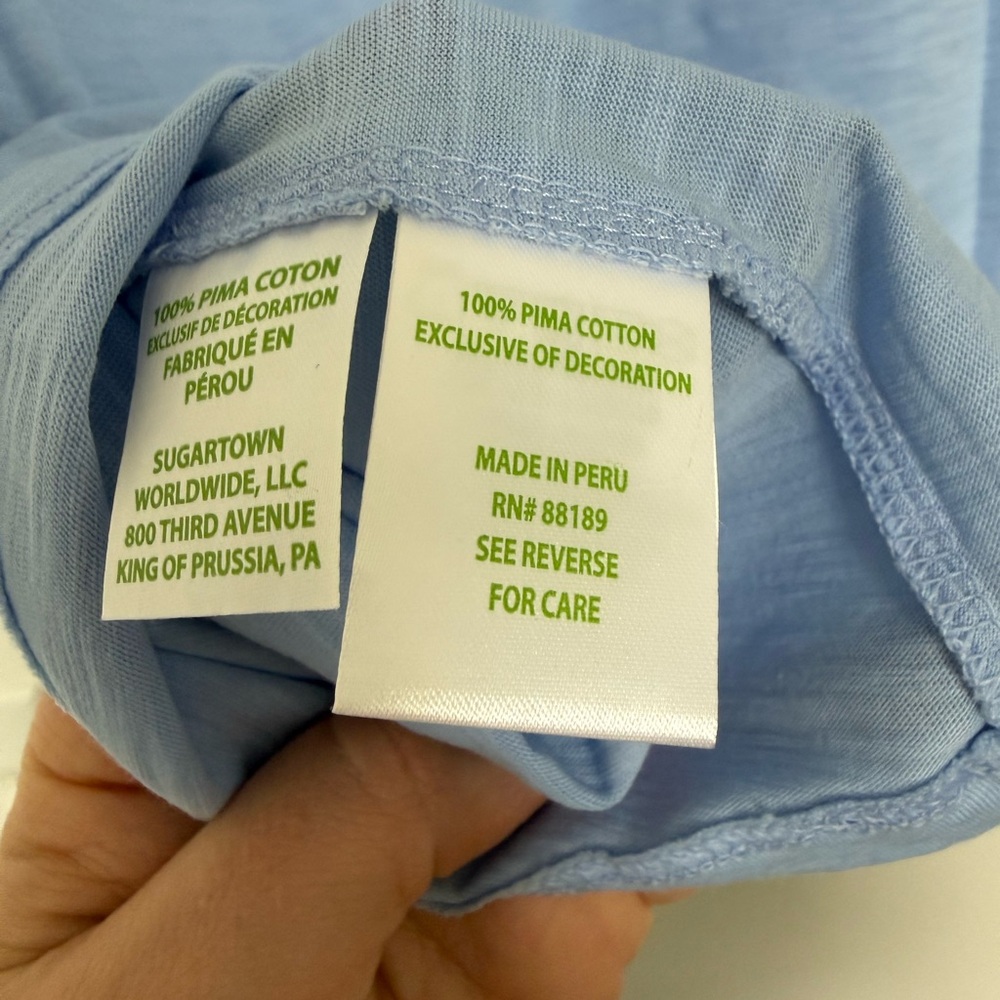 100% PIMA COTON
EXCLUSIF DE DÉCORATION
FABRIQUÉ EN
PÉROU
SUGARTOWN
WORLDWIDE, LLC
800 THIRD AVENUE
KING OF PRUSSIA, PA
100% PIMA COTTON
EXCLUSIVE OF DECORATION
MADE IN PERU
RN# 88189
SEE REVERSE
FOR CARE